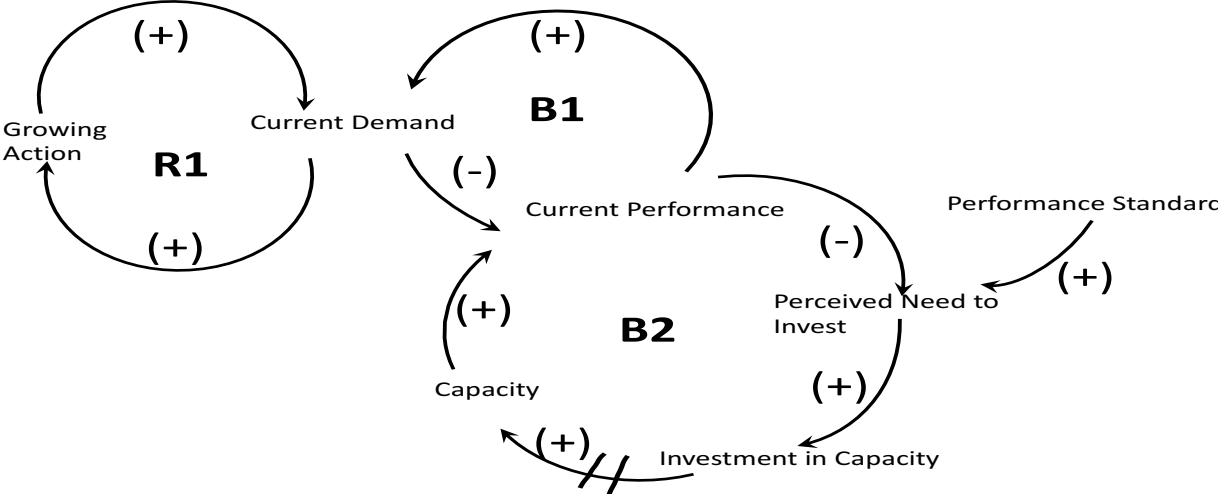 (+)
(+)
Current Demand
B1
Growing
Action
R1
(-)
Current Performance
Performance Standard
(+)
(-)
(+)
Perceived Need to
Invest
(+)
B2
(+)
Capacity
(+)
Investment in Capacity